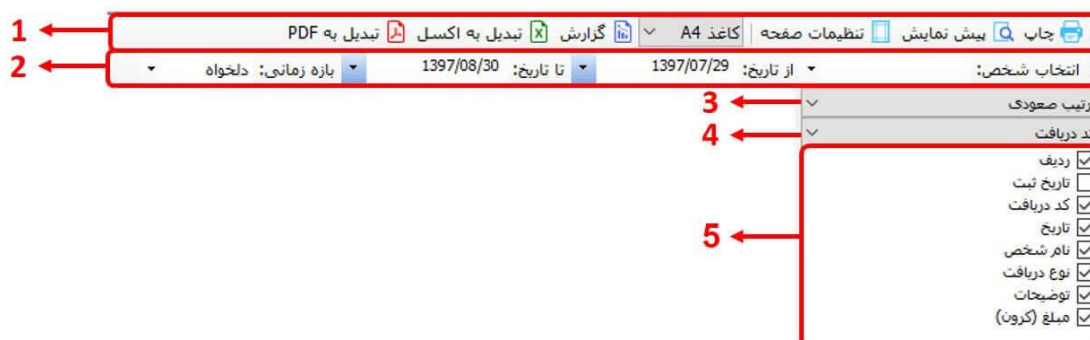 چاپ پیش نمایش تنظیمات صفحه کاغذ A4 گزارش تبدیل به اکسل تبدیل به PDF 1
انتخاب شخص: از تاریخ: 1397/07/29 تا تاریخ: 1397/08/30 بازه زمانی: دلخواه 2
رتیب صعودی 3
د دریافت 4
ردیف
تاریخ ثبت
کد دریافت
تاریخ
نام شخص 5
نوع دریافت
توضیحات
مبلغ (کرون)